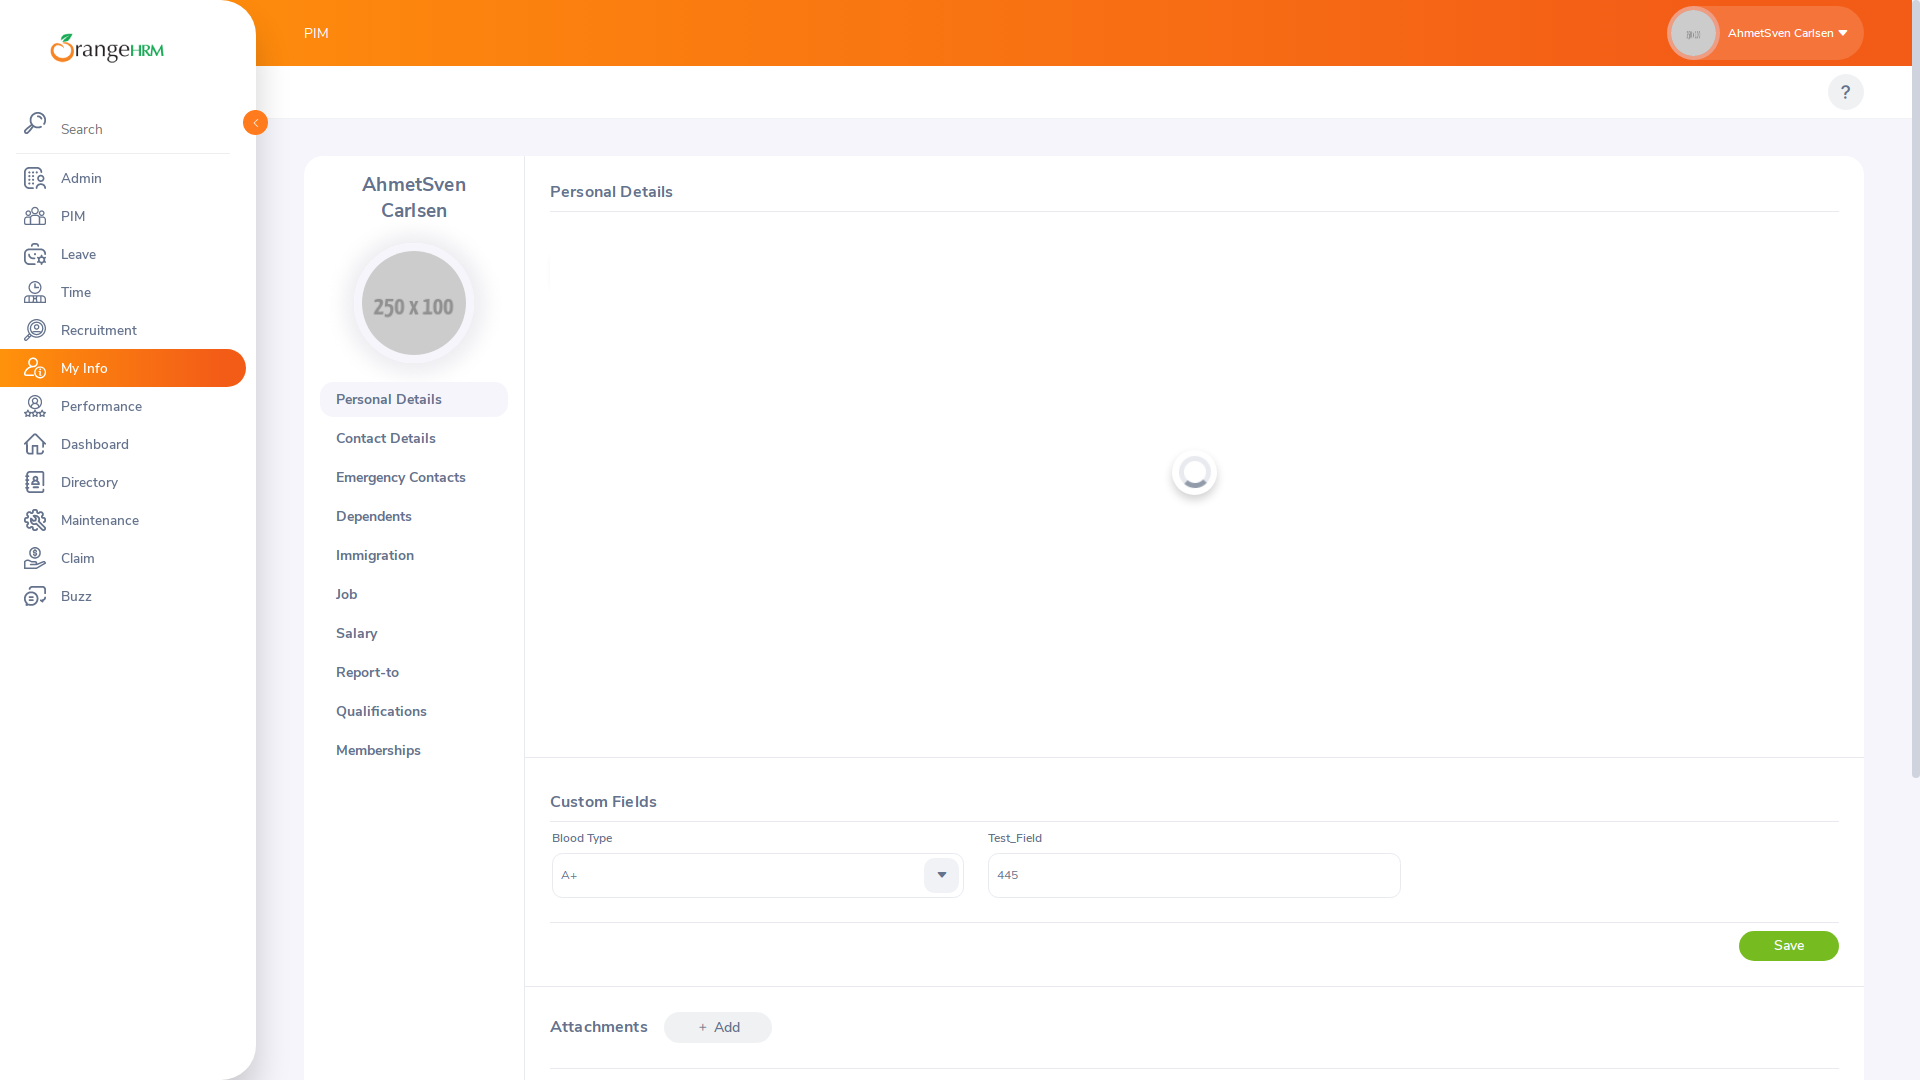 OrangeHRM
Search
Admin
PIM
Leave
Time
Recruitment
My Info
Performance
Dashboard
Directory
Maintenance
Claim
Buzz
PIM
AhmetSven Carlsen
?
AhmetSven
Carlsen
250 x 100
Personal Details
Contact Details
Emergency Contacts
Dependents
Immigration
Job
Salary
Report-to
Qualifications
Memberships
Personal Details
Custom Fields
Blood Type
Test_Field
A+
445
Save
Attachments
+ Add